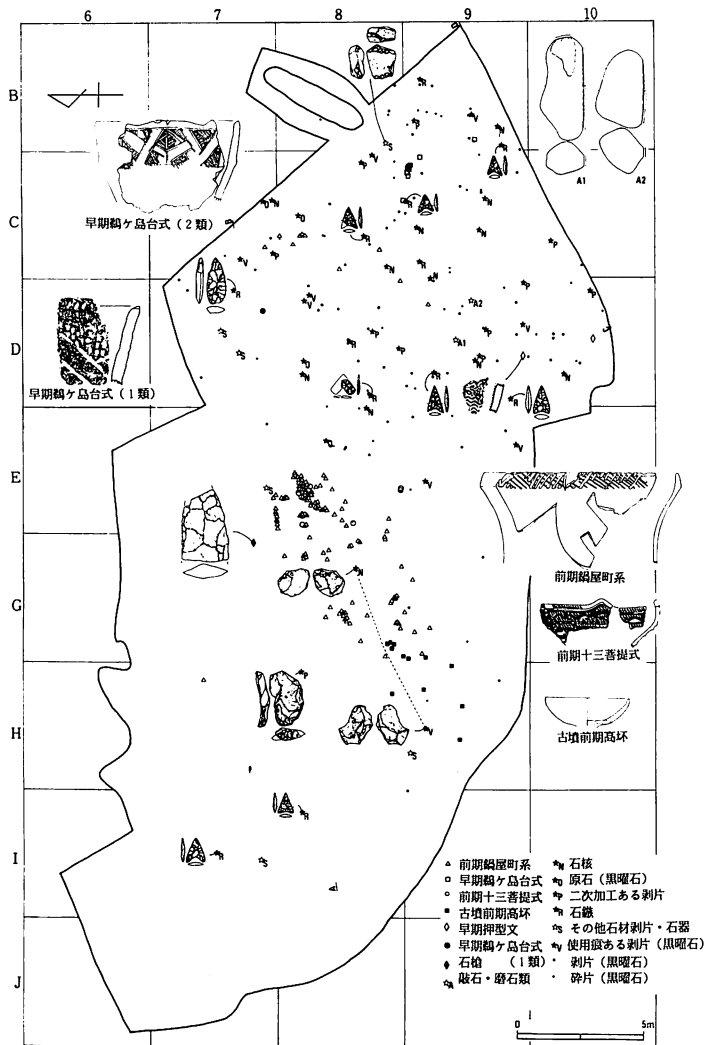 6 7 8 9 10
B
C
D
E
G
H
I
J
早期鵜ケ島台式（2類）
早期鵜ケ島台式（1類）
A1 A2
前期鍋屋町系
前期十三菩提式
古墳前期高坏
△ 前期鍋屋町系
□ 早期鵜ケ島台式
○ 前期十三菩提式
■ 古墳前期高坏
◇ 早期押型文
● 早期鵜ケ島台式
（1類）
♦ 石槍
☆A 敲石・磨石類
★N 石核
★O 原石（黒曜石）
★P 二次加工ある剥片
★R 石鏃
☆S その他石材剥片・石器
★V 使用痕ある剥片（黒曜石）
・ 剥片（黒曜石）
・ 砕片（黒曜石）
0 5m